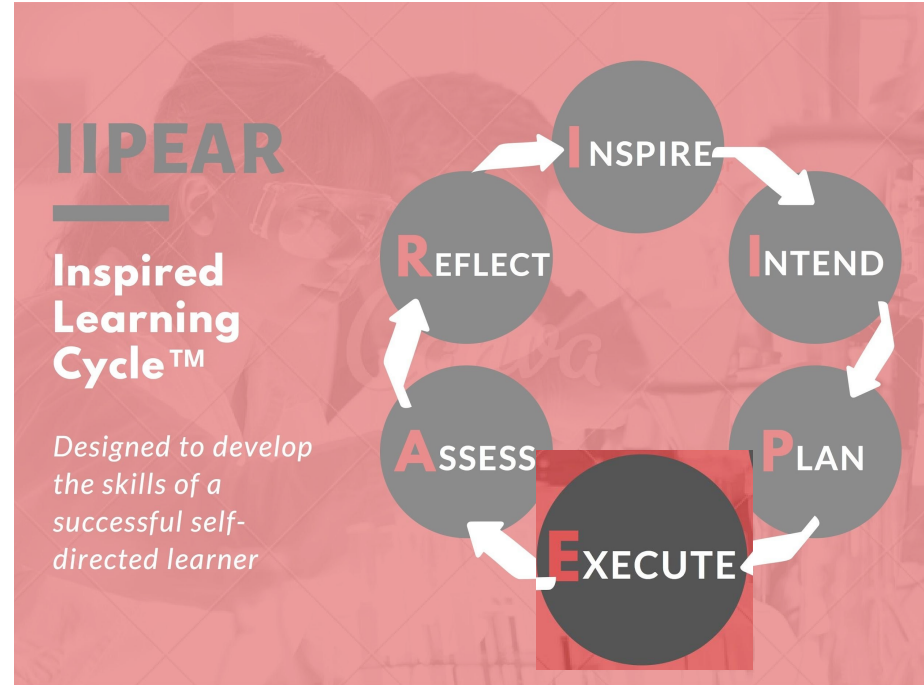 IIPEAR
Inspired
Learning
Cycle™
Designed to develop
the skills of a
successful self-
directed learner
INSPIRE
INTEND
PLAN
EXECUTE
ASSESS
REFLECT
Canva